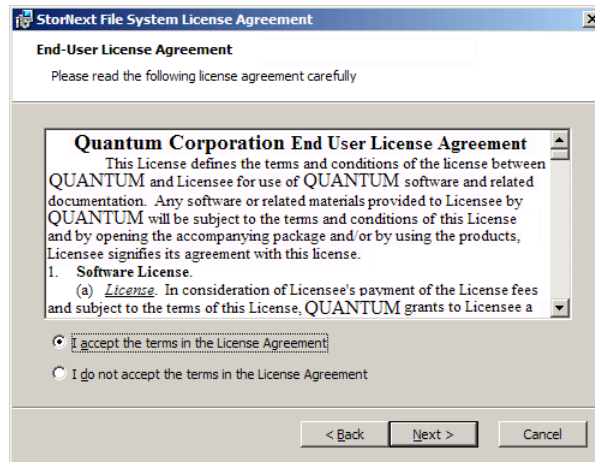 StorNext File System License Agreement
End-User License Agreement
Please read the following license agreement carefully
Quantum Corporation End User License Agreement
This License defines the terms and conditions of the license between
QUANTUM and Licensee for use of QUANTUM software and related
documentation. Any software or related materials provided to Licensee by
QUANTUM will be subject to the terms and conditions of this License
and by opening the accompanying package and/or by using the products,
Licensee signifies its agreement with this license.
1. Software License.
(a) License. In consideration of Licensee's payment of the License fees
and subject to the terms of this License, QUANTUM grants to Licensee a
I accept the terms in the License Agreement
I do not accept the terms in the License Agreement
< Back Next > Cancel